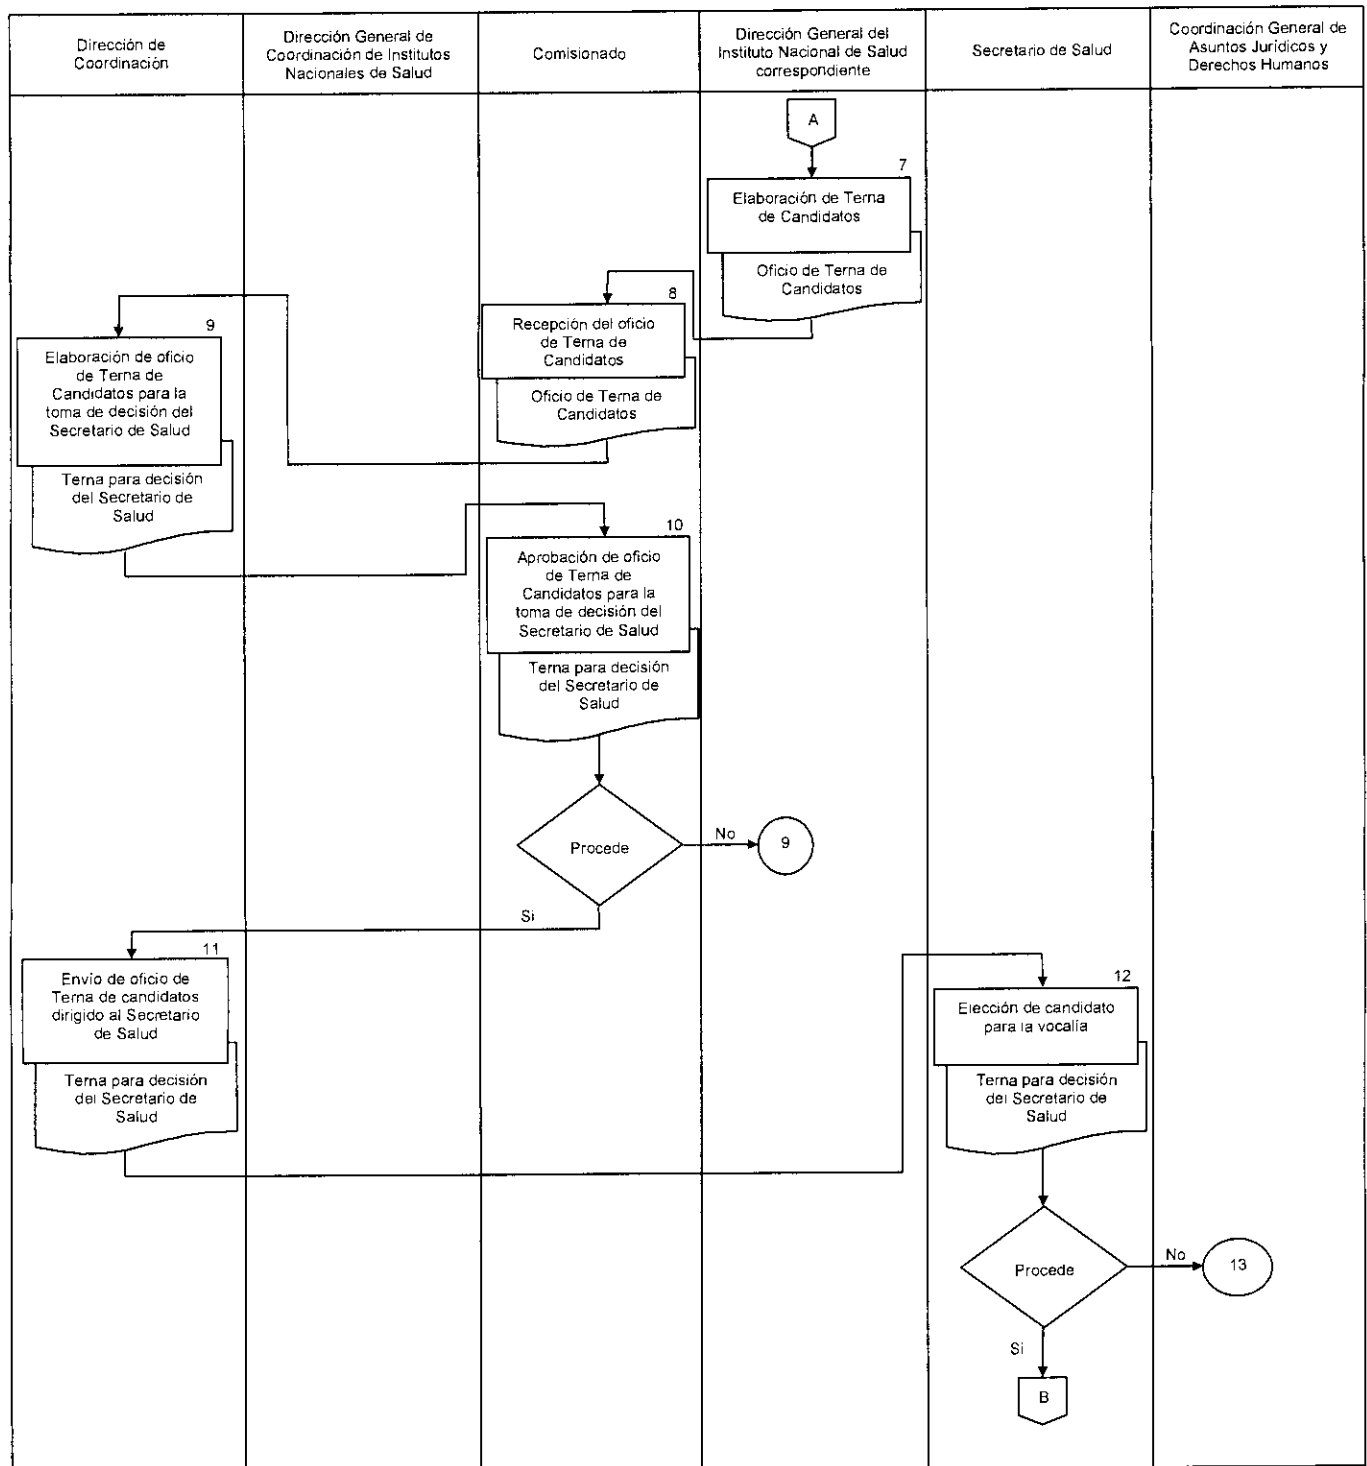 Dirección de
Coordinación
Dirección General de
Coordinación de Institutos
Nacionales de Salud
Comisionado
Dirección General del
Instituto Nacional de Salud
correspondiente
Secretario de Salud
Coordinación General de
Asuntos Jurídicos y
Derechos Humanos
A
7
Elaboración de Terna
de Candidatos
Oficio de Terna de
Candidatos
8
Recepción del oficio
de Terna de
Candidatos
Oficio de Terna de
Candidatos
9
Elaboración de oficio
de Terna de
Candidatos para la
toma de decisión del
Secretario de Salud
Terna para decisión
del Secretario de
Salud
10
Aprobación de oficio
de Terna de
Candidatos para la
toma de decisión del
Secretario de Salud
Terna para decisión
del Secretario de
Salud
Procede
No
9
Si
11
Envío de oficio de
Terna de candidatos
dirigido al Secretario
de Salud
Terna para decisión
del Secretario de
Salud
12
Elección de candidato
para la vocalía
Terna para decisión
del Secretario de
Salud
Procede
No
13
Si
B